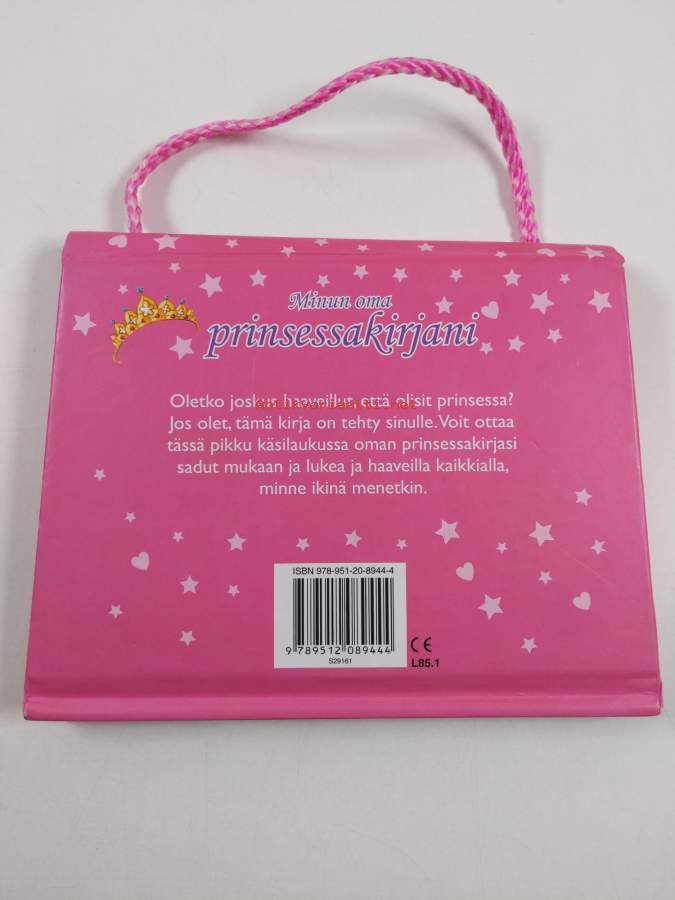 Minun oma
prinsessakirjani
Oletko joskus haaveillut, että olisit prinsessa?
Jos olet, tämä kirja on tehty sinulle. Voit ottaa
tässä pikku käsilaukussa oman prinsessakirjasi
sadut mukaan ja lukea ja haaveilla kaikkialla,
minne ikinä menetkin.
ISBN 978-951-20-8944-4
9 789512 089444
S29161
CE
L85.1